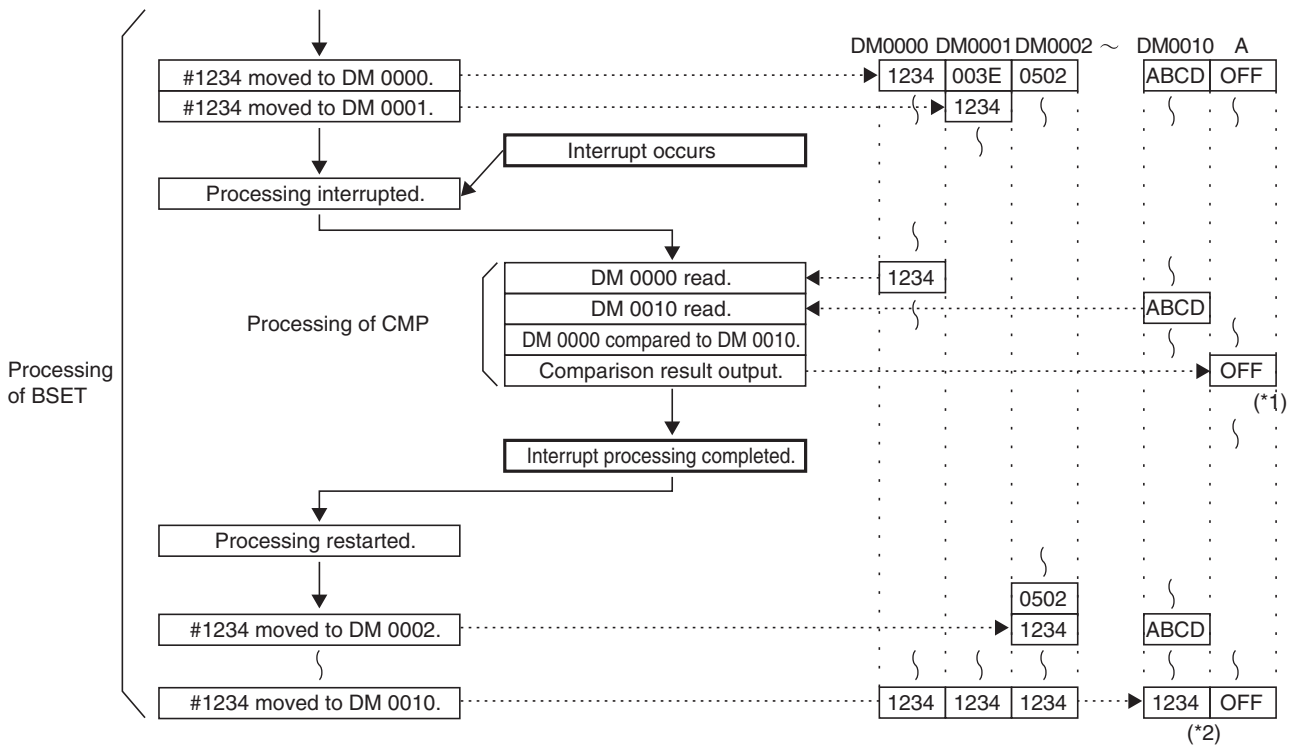 DM0000 DM0001 DM0002 ~ DM0010 A
#1234 moved to DM 0000. 1234 003E 0502 ABCD OFF
#1234 moved to DM 0001. 1234
Interrupt occurs
Processing interrupted.
DM 0000 read. 1234
DM 0010 read. ABCD
Processing of CMP
DM 0000 compared to DM 0010.
Comparison result output. OFF
(*1)
Processing
of BSET
Interrupt processing completed.
Processing restarted.
0502
#1234 moved to DM 0002. 1234 ABCD
#1234 moved to DM 0010. 1234 1234 1234 1234 OFF
(*2)